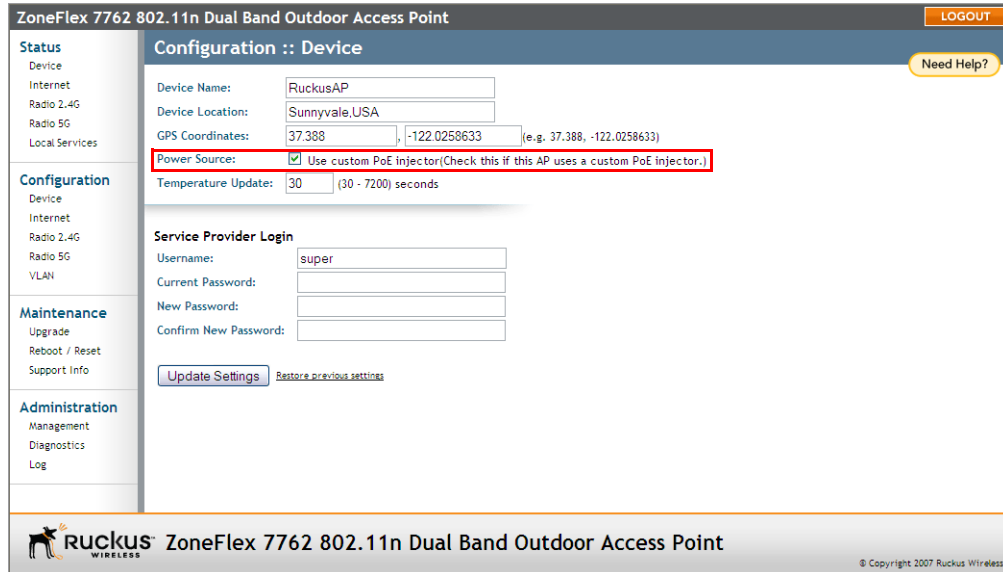 ZoneFlex 7762 802.11n Dual Band Outdoor Access Point
LOGOUT
Status
Device
Internet
Radio 2.4G
Radio 5G
Local Services
Configuration
Device
Internet
Radio 2.4G
Radio 5G
VLAN
Maintenance
Upgrade
Reboot / Reset
Support Info
Administration
Management
Diagnostics
Log
Configuration :: Device
Need Help?
Device Name: RuckusAP
Device Location: Sunnyvale,USA
GPS Coordinates: 37.388 , -122.0258633 (e.g. 37.388, -122.0258633)
Power Source: Use custom PoE injector(Check this if this AP uses a custom PoE injector.)
Temperature Update: 30 (30 - 7200) seconds
Service Provider Login
Username: super
Current Password:
New Password:
Confirm New Password:
Update Settings Restore previous settings
RUCKUS WIRELESS
ZoneFlex 7762 802.11n Dual Band Outdoor Access Point
© Copyright 2007 Ruckus Wireless